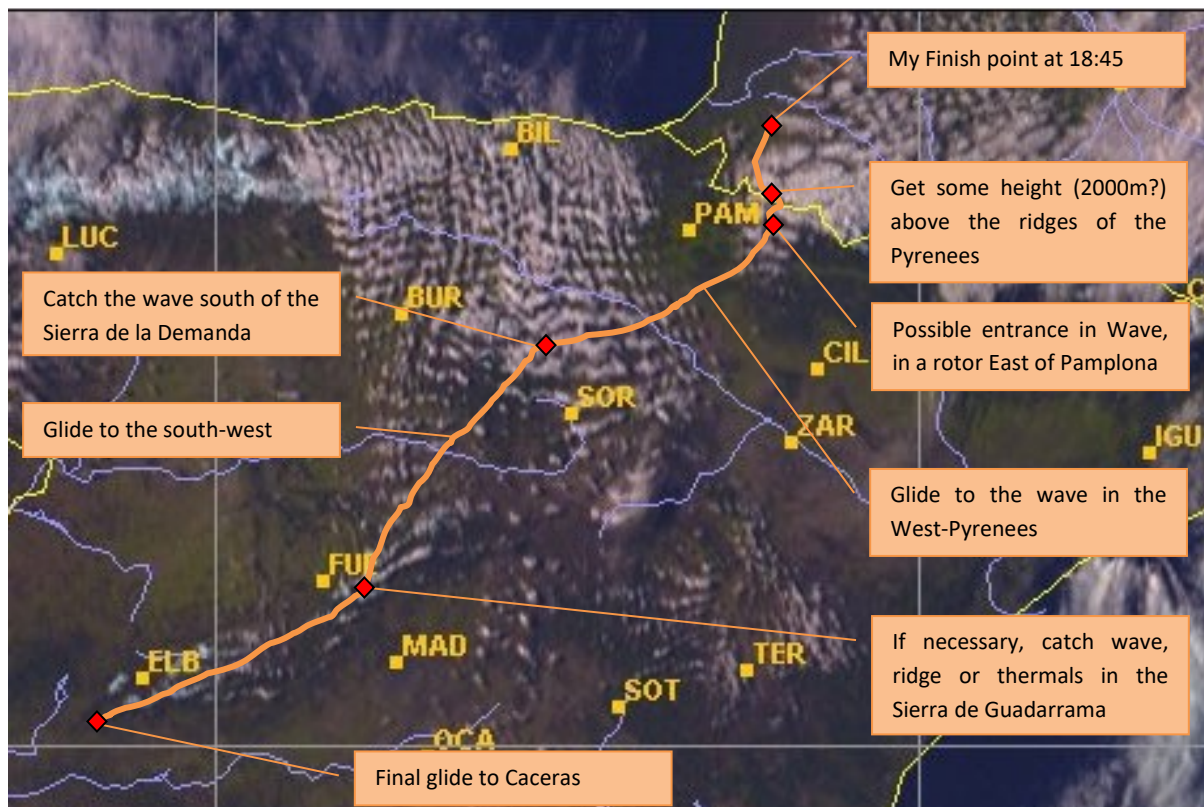 My Finish point at 18:45
BIL
Get some height (2000m?)
above the ridges of the
Pyrenees
PAM
LUC
Catch the wave south of the
Sierra de la Demanda
BUR
Possible entrance in Wave,
in a rotor East of Pamplona
CIL
Glide to the south-west
SOR
ZAR
IGU
Glide to the wave in the
West-Pyrenees
FUE
MAD
ELB
TER
SOT
If necessary, catch wave,
ridge or thermals in the
Sierra de Guadarrama
OCA
Final glide to Caceras